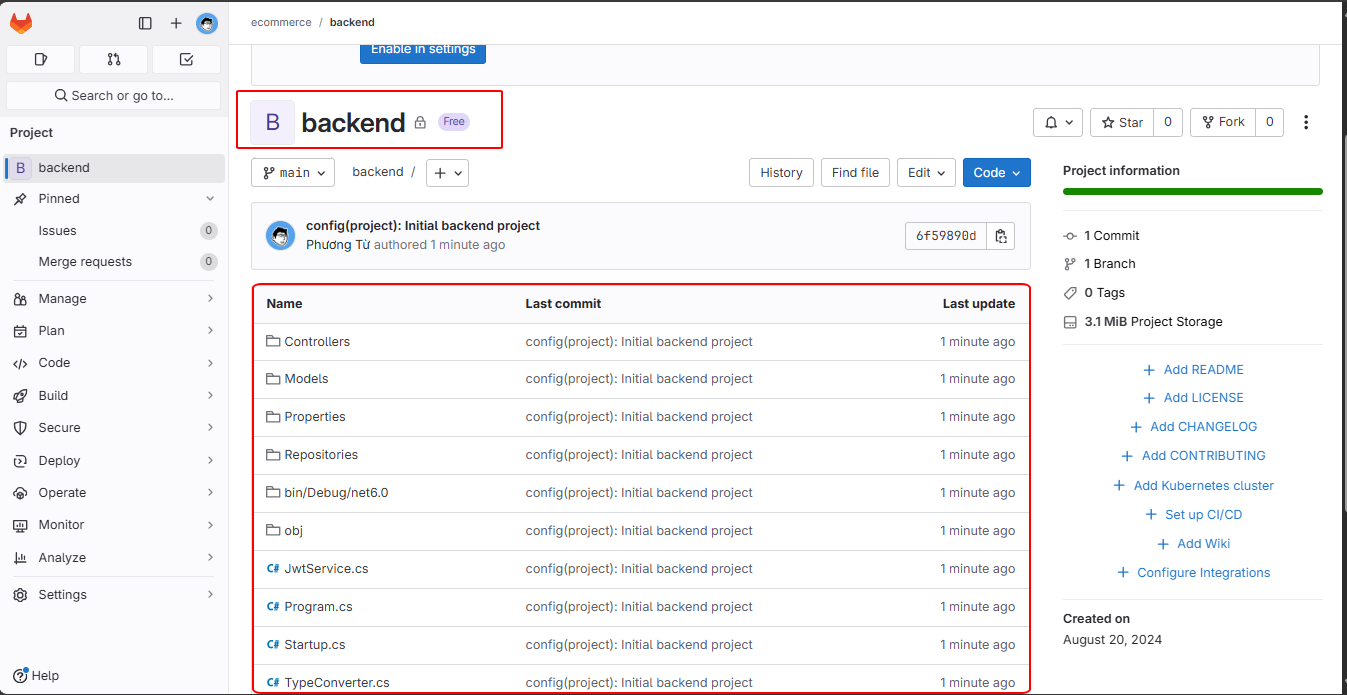 ecommerce / backend
Enable in settings
Search or go to...
Project
B backend
Pinned
Issues 0
Merge requests 0
Manage
Plan
Code
Build
Secure
Deploy
Operate
Monitor
Analyze
Settings
Help
B backend Free
Star 0
Fork 0
main
backend /
History
Find file
Edit
Code
config(project): Initial backend project
Phương Từ authored 1 minute ago
6f59890d
Name Last commit Last update
Controllers config(project): Initial backend project 1 minute ago
Models config(project): Initial backend project 1 minute ago
Properties config(project): Initial backend project 1 minute ago
Repositories config(project): Initial backend project 1 minute ago
bin/Debug/net6.0 config(project): Initial backend project 1 minute ago
obj config(project): Initial backend project 1 minute ago
C# JwtService.cs config(project): Initial backend project 1 minute ago
C# Program.cs config(project): Initial backend project 1 minute ago
C# Startup.cs config(project): Initial backend project 1 minute ago
C# TypeConverter.cs config(project): Initial backend project 1 minute ago
Project information
1 Commit
1 Branch
0 Tags
3.1 MiB Project Storage
Add README
Add LICENSE
Add CHANGELOG
Add CONTRIBUTING
Add Kubernetes cluster
Set up CI/CD
Add Wiki
Configure Integrations
Created on
August 20, 2024